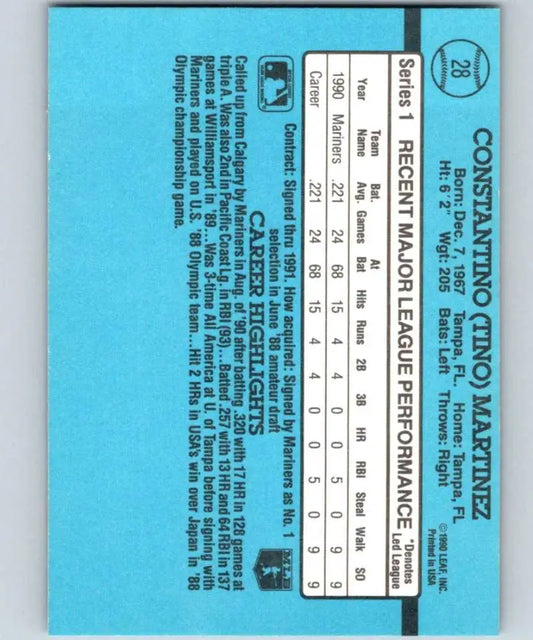 28
CONSTANTINO (TINO) MARTINEZ
Born: Dec. 7, 1967 Tampa, FL. Home: Tampa, FL
Ht: 6' 2" Wgt: 205 Bats: Left Throws: Right
©1990 LEAF, INC.
Printed in USA
Series 1 RECENT MAJOR LEAGUE PERFORMANCE *Denotes Led League
Year Team Name Bat. Avg. Games At Bat Hits Runs 2B 3B HR RBI Steal Walk SO
1990 Mariners .221 24 68 15 4 4 0 0 5 0 9 9
Career .221 24 68 15 4 4 0 0 5 0 9 9
Contract: Signed thru 1991. How acquired: Signed by Mariners as No. 1
selection in June '88 amateur draft
CAREER HIGHLIGHTS
Called up from Calgary by Mariners in Aug. of '90 after batting .320 with 17 HR in 128 games at
triple A. Was also 2nd in Pacific Coast Lg. in RBI (93)...Batted .257 with 13 HR and 64 RBI in 137
games at Williamsport in '89...Was 3-time All America at U. of Tampa before signing with
Mariners and played on U.S. '88 Olympic team...Hit 2 HRs in USA's win over Japan in '88
Olympic championship game.